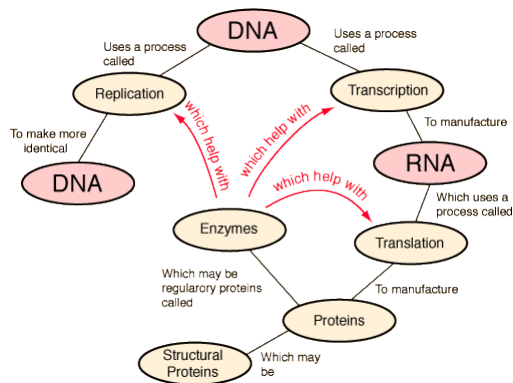 DNA
Uses a process
called
Uses a process
called
Replication
Transcription
which help with
which help with
To make more
identical
To manufacture
DNA
RNA
which help with
Which uses a
process called
Enzymes
Translation
Which may be
regularory proteins
called
To manufacture
Proteins
Structural
Proteins
Which may
be